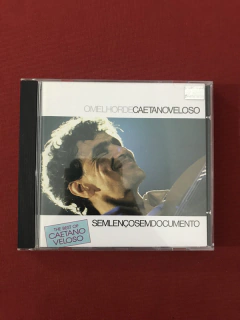 OMELHORDECAETANOVELOSO
THE BEST OF
CAETANO
VELOSO
SEMLENÇOSEMDOCUMENTO